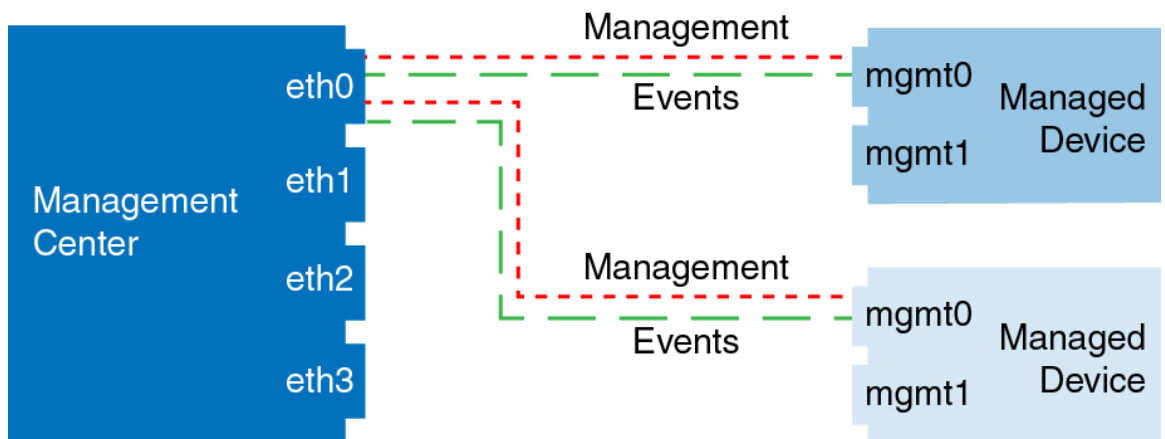 Management
Center
eth0
eth1
eth2
eth3
Management
Events
mgmt0
mgmt1
Managed
Device
Management
Events
mgmt0
mgmt1
Managed
Device